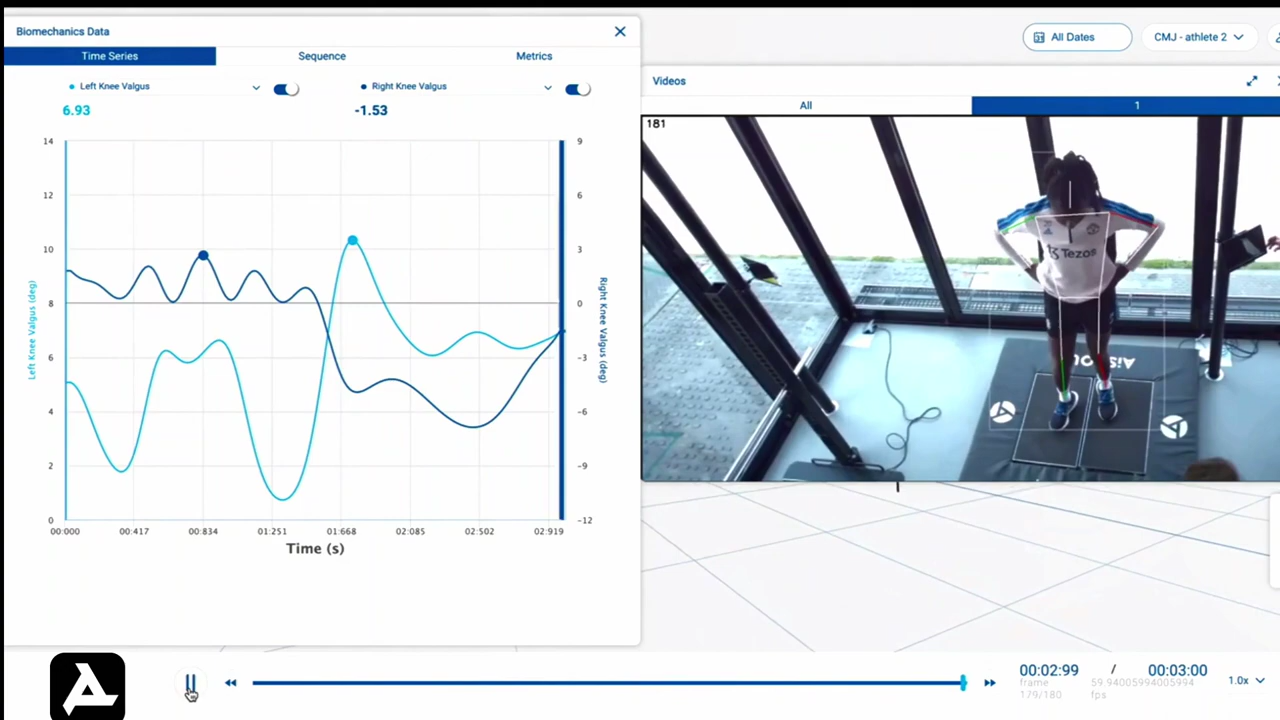 Biomechanics Data
Time Series
Sequence
Metrics
Left Knee Valgus
Right Knee Valgus
6.93
-1.53
14
12
10
8
6
4
2
0
Left Knee Valgus (deg)
9
6
3
0
-3
-6
-9
-12
Right Knee Valgus (deg)
00:000
00:417
00:834
01:251
01:668
02:085
02:502
02:919
Time (s)
31
All Dates
CMJ - athlete 2
Videos
All
1
181
Tezos
00:02:99 / 00:03:00
frame
179/180
59.94005994005994
fps
1.0x